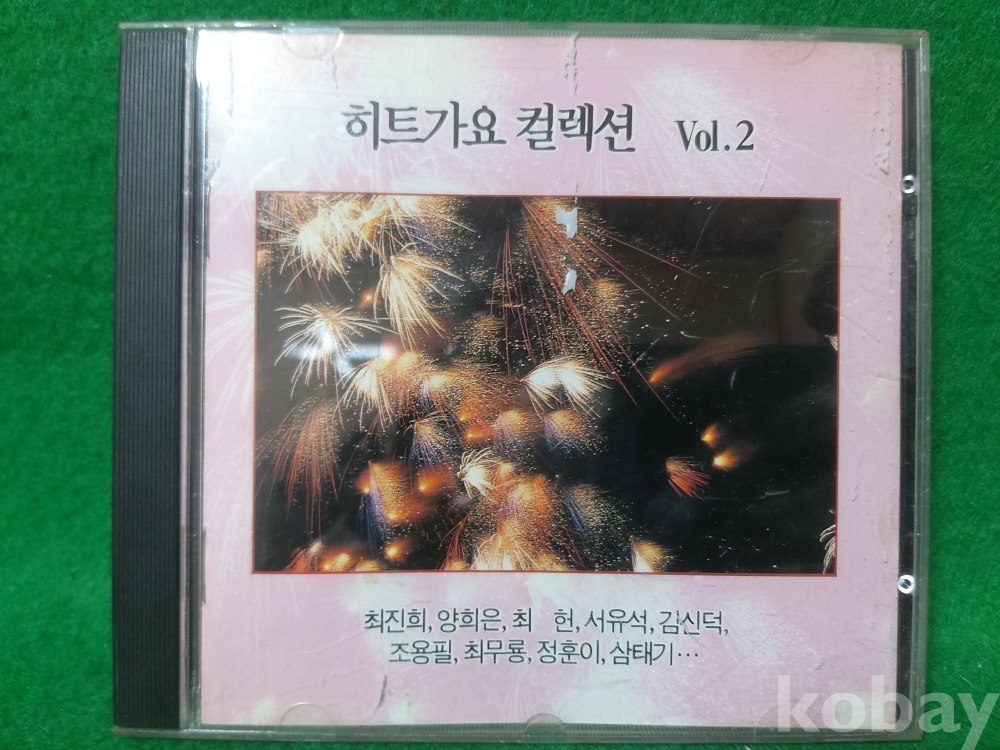 히트가요 컬렉션 Vol.2
최진희, 양희은, 최 헌, 서유석, 김신덕,
조용필, 최무룡, 정훈이, 삼태기…
kobay